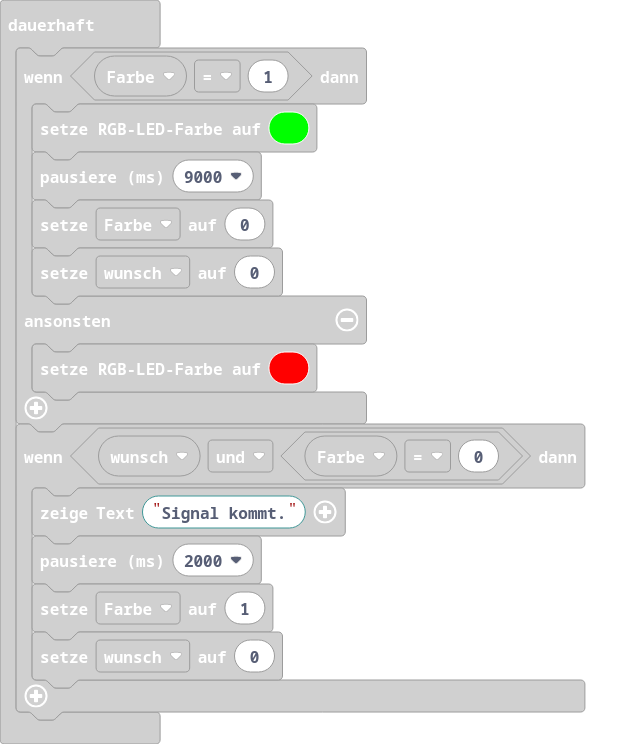 dauerhaft
wenn Farbe = 1 dann
setze RGB-LED-Farbe auf
pausiere (ms) 9000
setze Farbe auf 0
setze wunsch auf 0
ansonsten
setze RGB-LED-Farbe auf
wenn wunsch und Farbe = 0 dann
zeige Text "Signal kommt."
pausiere (ms) 2000
setze Farbe auf 1
setze wunsch auf 0